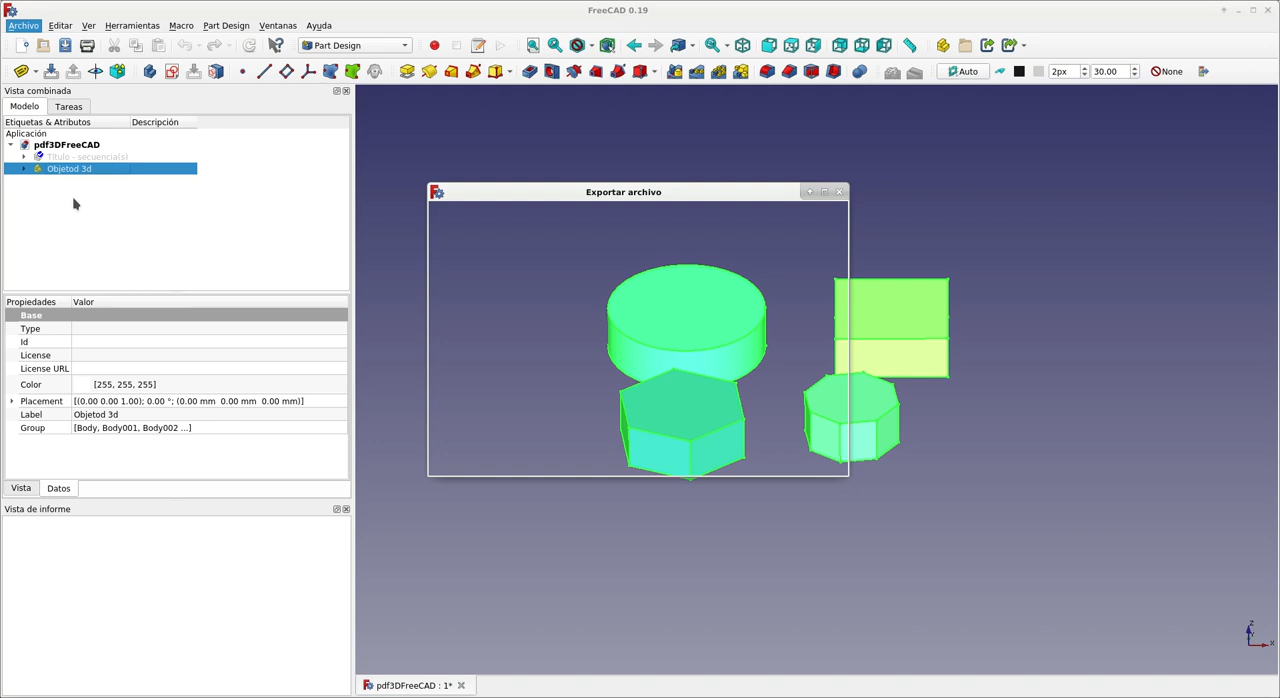 FreeCAD 0.19
Archivo Editar Ver Herramientas Macro Part Design Ventanas Ayuda
Part Design
Auto 2px 30.00 None
Vista combinada
Modelo Tareas
Etiquetas & Atributos Descripción
Aplicación
pdf3DFreeCAD
Título - secuencia(s)
Objetod 3d
Exportar archivo
Propiedades Valor
Base
Type
Id
License
License URL
Color [255, 255, 255]
Placement [(0.00 0.00 1.00); 0.00 °; (0.00 mm 0.00 mm 0.00 mm)]
Label Objetod 3d
Group [Body, Body001, Body002 ...]
Vista Datos
Vista de informe
Z
Y
X
pdf3DFreeCAD : 1*